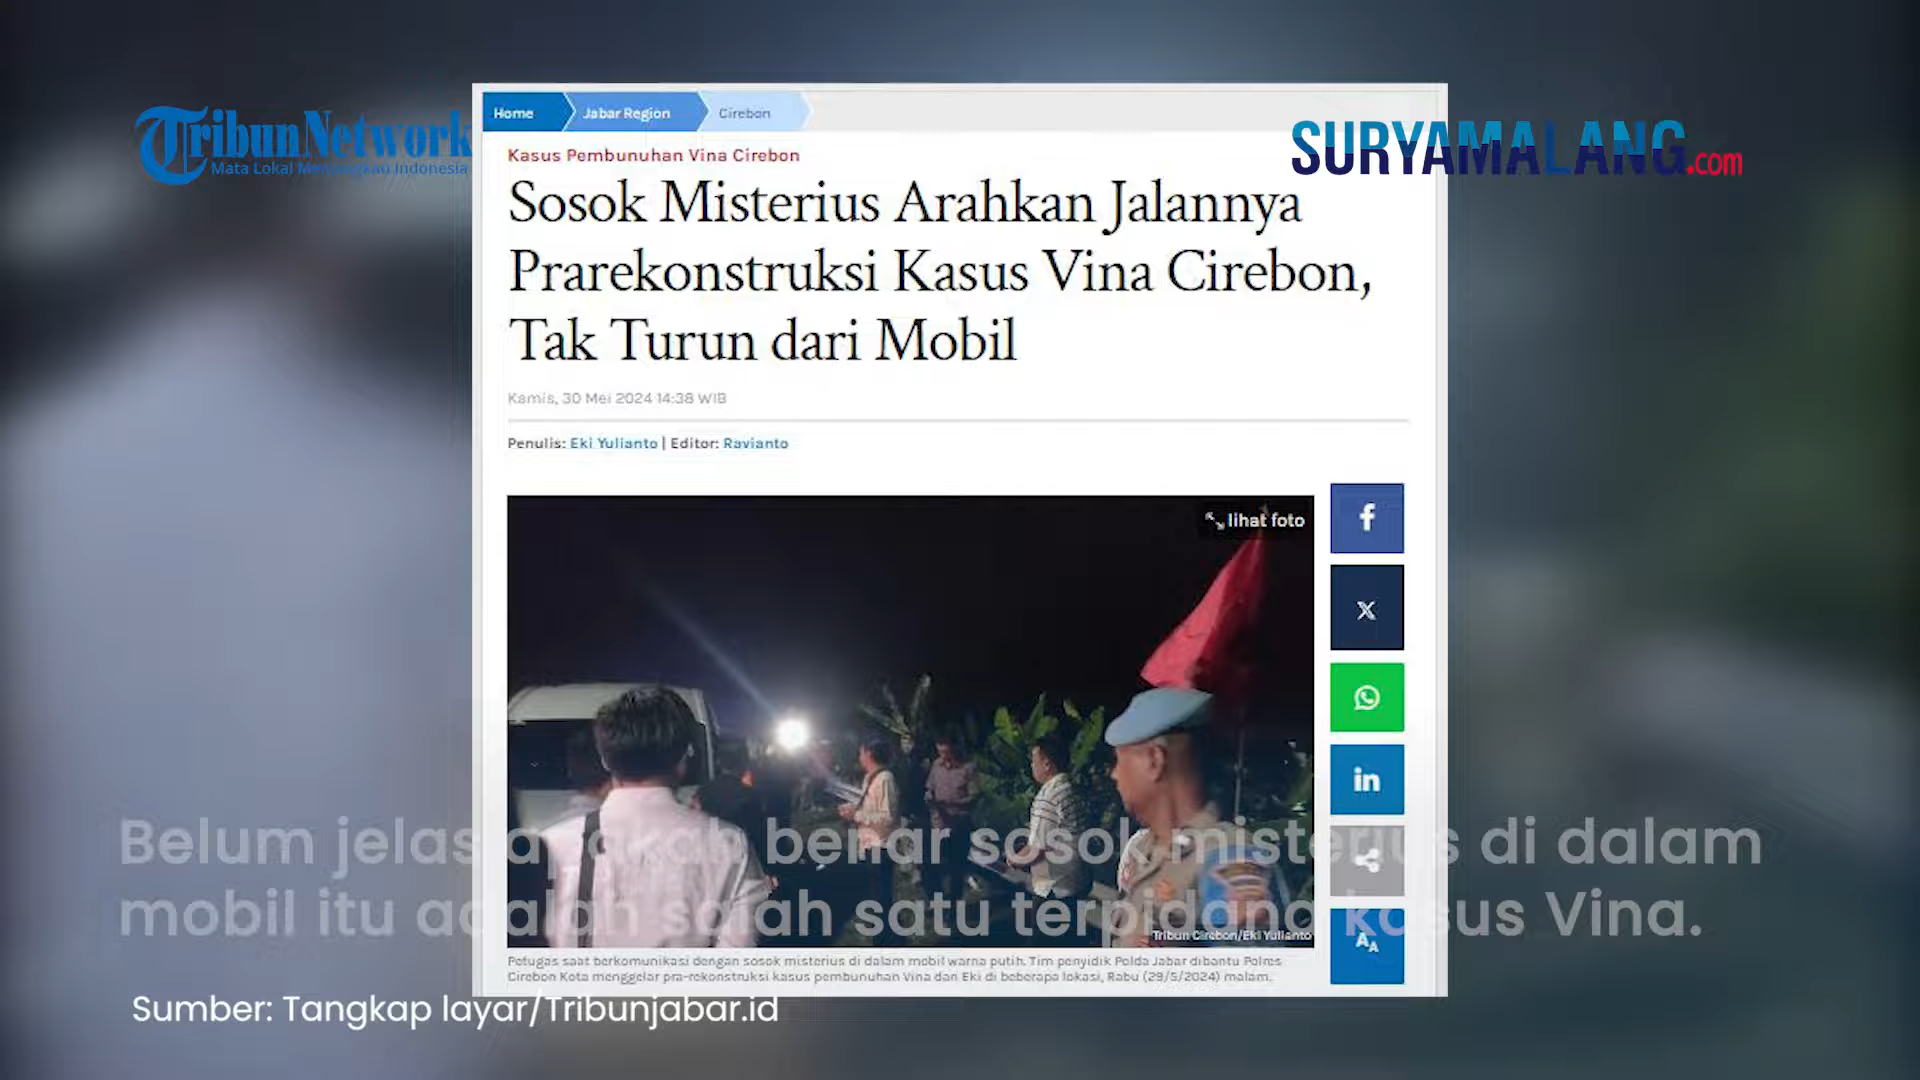 Home
Jabar Region
Cirebon
TribunNetwork
Mata Lokal Menjangkau Indonesia
SURYAMALANG.com
Kasus Pembunuhan Vina Cirebon
Sosok Misterius Arahkan Jalannya
Prarekonstruksi Kasus Vina Cirebon,
Tak Turun dari Mobil
Kamis, 30 Mei 2024 14:38 WIB
Penulis: Eki Yulianto | Editor: Ravianto
lihat foto
Belum jelas apakah benar sosok misterius di dalam
mobil itu adalah salah satu terpidana kasus Vina.
Tribun Cirebon/Eki Yulianto
AA
Petugas saat berkomunikasi dengan sosok misterius di dalam mobil warna putih. Tim penyidik Polda Jabar dibantu Polres
Cirebon Kota menggelar pra-rekonstruksi kasus pembunuhan Vina dan Eki di beberapa lokasi, Rabu (29/5/2024) malam.
Sumber: Tangkap layar/Tribunjabar.id